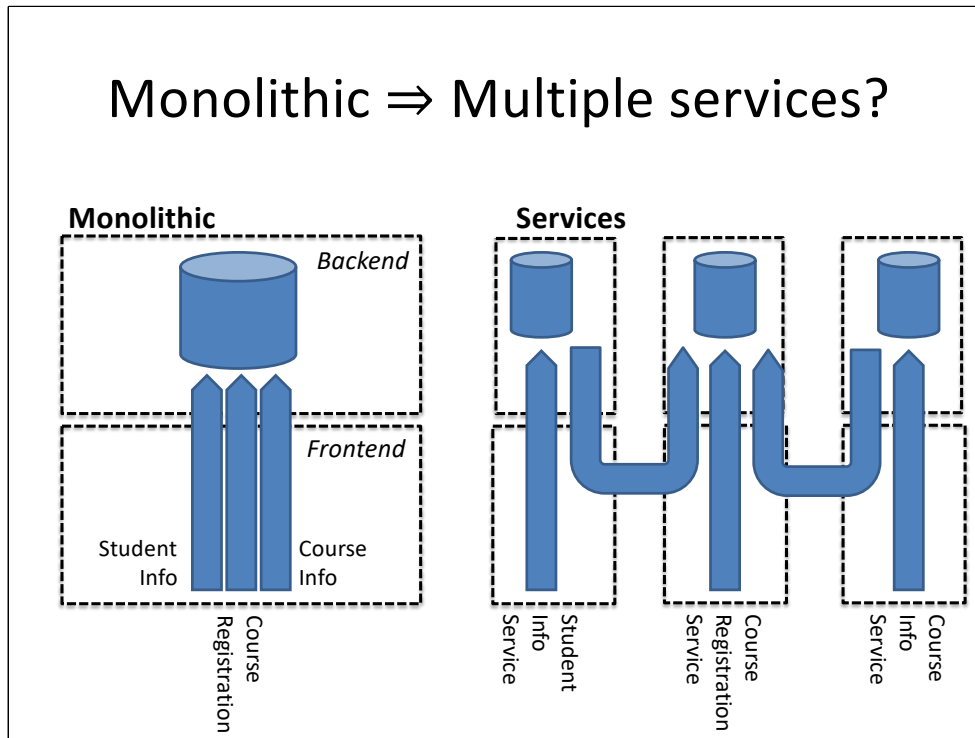 Monolithic ⇒ Multiple services?
Monolithic
Backend
Frontend
Student
Info
Course
Info
Course
Registration
Services
Student
Info
Service
Course
Registration
Service
Course
Info
Service